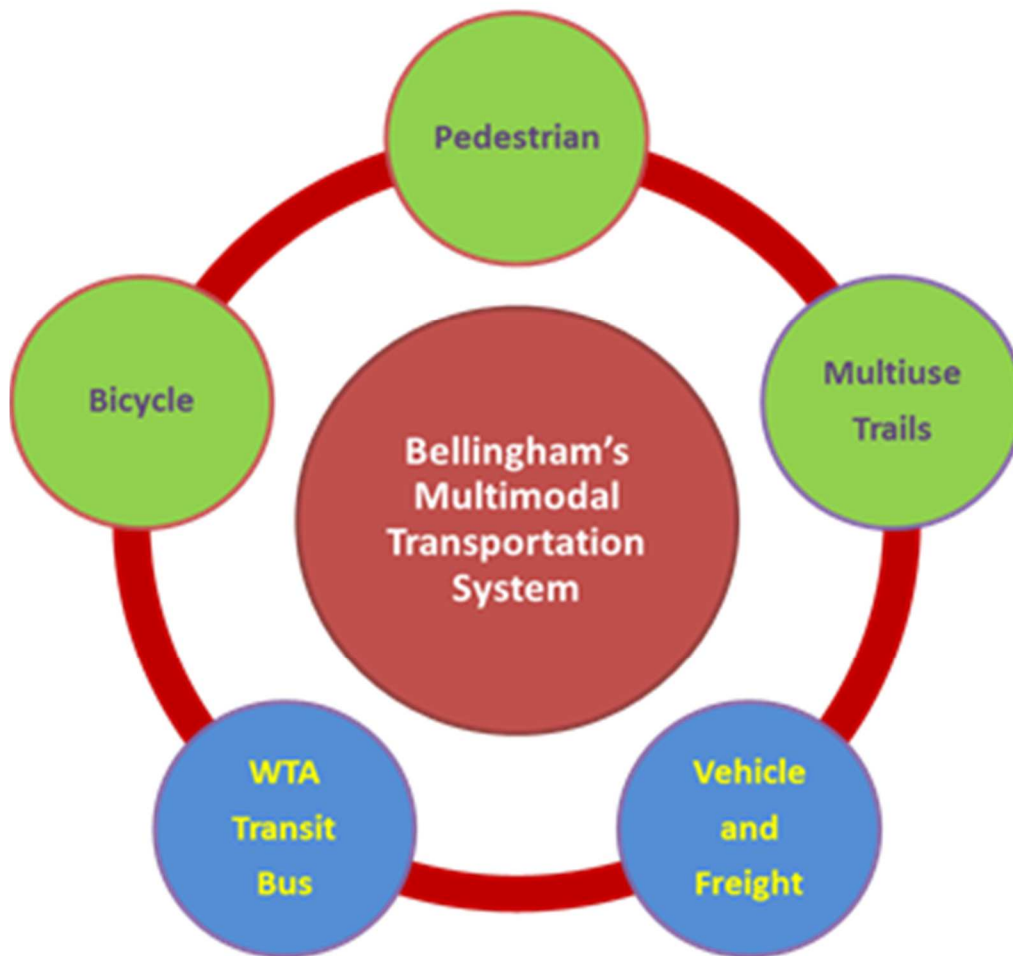 Pedestrian
Bicycle
Multiuse
Trails
Bellingham’s
Multimodal
Transportation
System
WTA
Transit
Bus
Vehicle
and
Freight